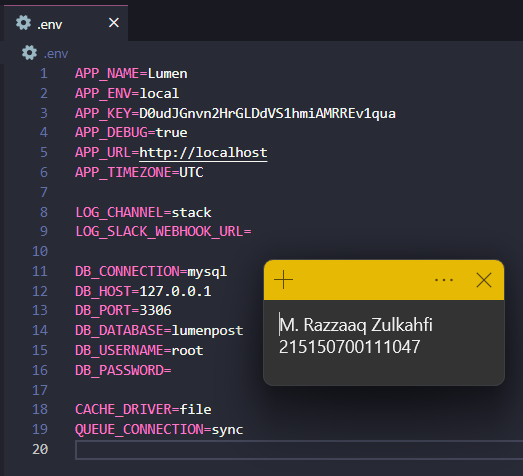 .env
.env
1 APP_NAME=Lumen
2 APP_ENV=local
3 APP_KEY=D0udJGnvn2HrGLDdVS1hmiAMRREv1qua
4 APP_DEBUG=true
5 APP_URL=http://localhost
6 APP_TIMEZONE=UTC
7
8 LOG_CHANNEL=stack
9 LOG_SLACK_WEBHOOK_URL=
10
11 DB_CONNECTION=mysql
12 DB_HOST=127.0.0.1
13 DB_PORT=3306
14 DB_DATABASE=lumenpost
15 DB_USERNAME=root
16 DB_PASSWORD=
17
18 CACHE_DRIVER=file
19 QUEUE_CONNECTION=sync
20
M. Razzaaq Zulkahfi
215150700111047